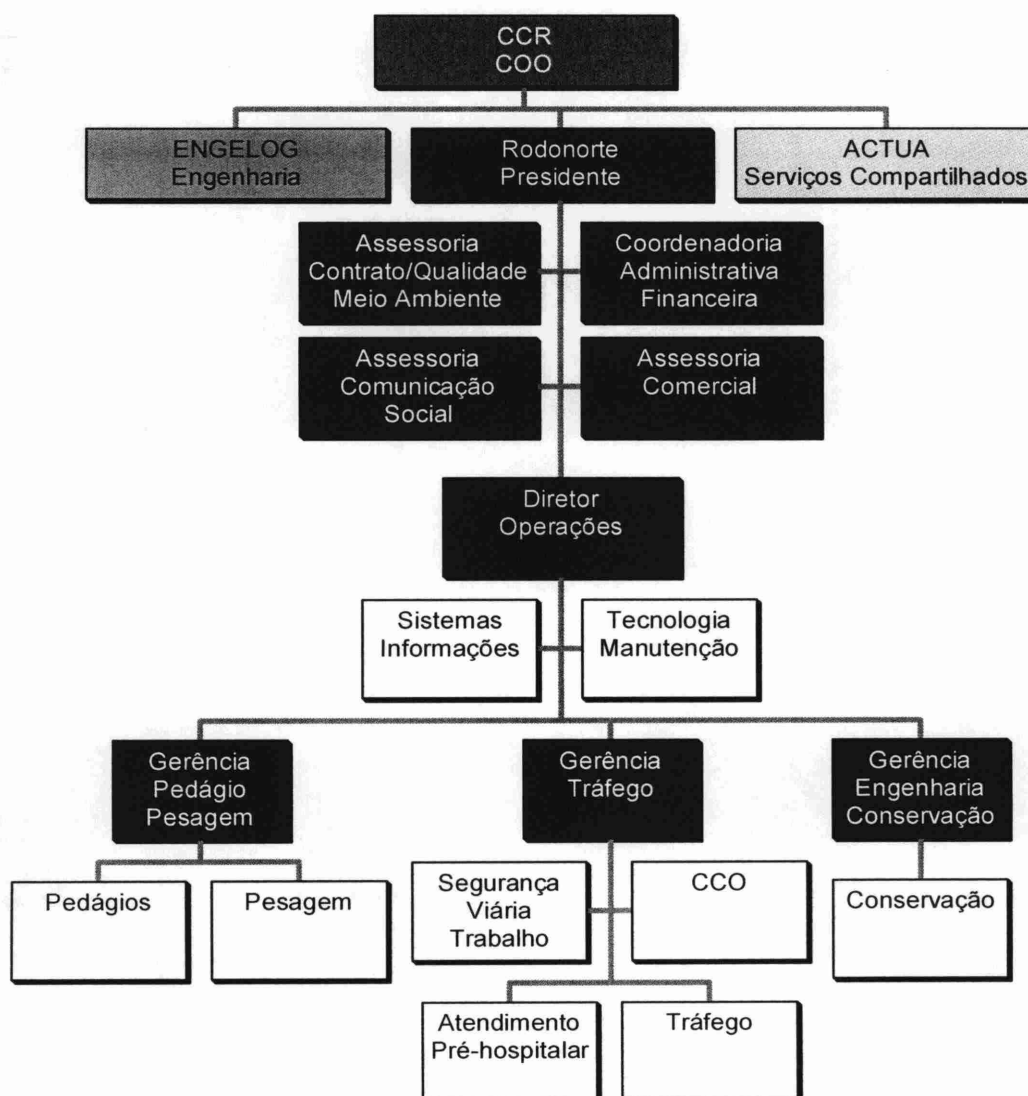 CCR
COO
ENGELOG
Engenharia
Rodonorte
Presidente
ACTUA
Serviços Compartilhados
Assessoria
Contrato/Qualidade
Meio Ambiente
Coordenadoria
Administrativa
Financeira
Assessoria
Comunicação
Social
Assessoria
Comercial
Diretor
Operações
Sistemas
Informações
Tecnologia
Manutenção
Gerência
Pedágio
Pesagem
Gerência
Tráfego
Gerência
Engenharia
Conservação
Pedágios
Pesagem
Segurança
Viária
Trabalho
CCO
Conservação
Atendimento
Pré-hospitalar
Tráfego